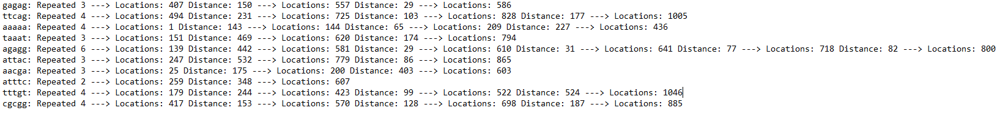 gagag: Repeated 3 ---> Locations: 407 Distance: 150 ---> Locations: 557 Distance: 29 ---> Locations: 586
ttcag: Repeated 4 ---> Locations: 494 Distance: 231 ---> Locations: 725 Distance: 103 ---> Locations: 828 Distance: 177 ---> Locations: 1005
aaaaa: Repeated 4 ---> Locations: 1 Distance: 143 ---> Locations: 144 Distance: 65 ---> Locations: 209 Distance: 227 ---> Locations: 436
taaat: Repeated 3 ---> Locations: 151 Distance: 469 ---> Locations: 620 Distance: 174 ---> Locations: 794
agagg: Repeated 6 ---> Locations: 139 Distance: 442 ---> Locations: 581 Distance: 29 ---> Locations: 610 Distance: 31 ---> Locations: 641 Distance: 77 ---> Locations: 718 Distance: 82 ---> Locations: 800
attac: Repeated 3 ---> Locations: 247 Distance: 532 ---> Locations: 779 Distance: 86 ---> Locations: 865
aacga: Repeated 3 ---> Locations: 25 Distance: 175 ---> Locations: 200 Distance: 403 ---> Locations: 603
atttc: Repeated 2 ---> Locations: 259 Distance: 348 ---> Locations: 607
tttgt: Repeated 4 ---> Locations: 179 Distance: 244 ---> Locations: 423 Distance: 99 ---> Locations: 522 Distance: 524 ---> Locations: 1046
cgcgg: Repeated 4 ---> Locations: 417 Distance: 153 ---> Locations: 570 Distance: 128 ---> Locations: 698 Distance: 187 ---> Locations: 885